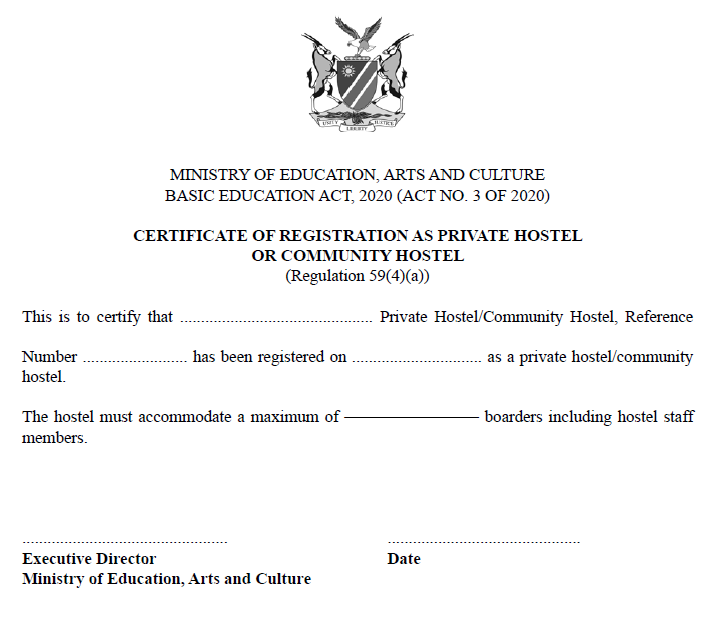 UNITY JUSTICE
LIBERTY
MINISTRY OF EDUCATION, ARTS AND CULTURE
BASIC EDUCATION ACT, 2020 (ACT NO. 3 OF 2020)
CERTIFICATE OF REGISTRATION AS PRIVATE HOSTEL
OR COMMUNITY HOSTEL
(Regulation 59(4)(a))
This is to certify that .............................................. Private Hostel/Community Hostel, Reference
Number ......................... has been registered on ............................... as a private hostel/community
hostel.
The hostel must accommodate a maximum of ———————— boarders including hostel staff
members.
................................................. ..............................................
Executive Director Date
Ministry of Education, Arts and Culture